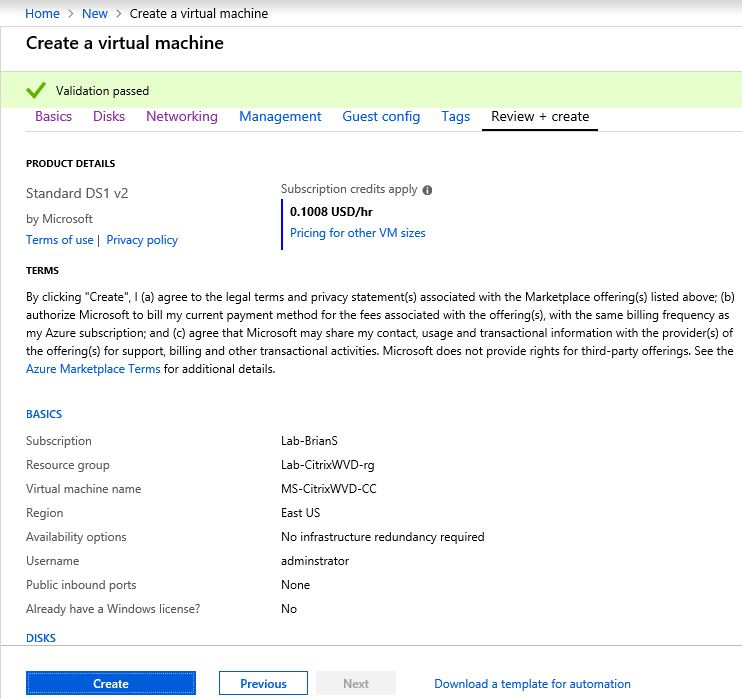 Home > New > Create a virtual machine
Create a virtual machine
Validation passed
Basics Disks Networking Management Guest config Tags Review + create
PRODUCT DETAILS
Standard DS1 v2
by Microsoft
Terms of use | Privacy policy
Subscription credits apply
0.1008 USD/hr
Pricing for other VM sizes
TERMS
By clicking "Create", I (a) agree to the legal terms and privacy statement(s) associated with the Marketplace offering(s) listed above; (b)
authorize Microsoft to bill my current payment method for the fees associated with the offering(s), with the same billing frequency as
my Azure subscription; and (c) agree that Microsoft may share my contact, usage and transactional information with the provider(s) of
the offering(s) for support, billing and other transactional activities. Microsoft does not provide rights for third-party offerings. See the
Azure Marketplace Terms for additional details.
BASICS
Subscription Lab-BrianS
Resource group Lab-CitrixWVD-rg
Virtual machine name MS-CitrixWVD-CC
Region East US
Availability options No infrastructure redundancy required
Username adminstrator
Public inbound ports None
Already have a Windows license? No
DISKS
Create Previous Next Download a template for automation